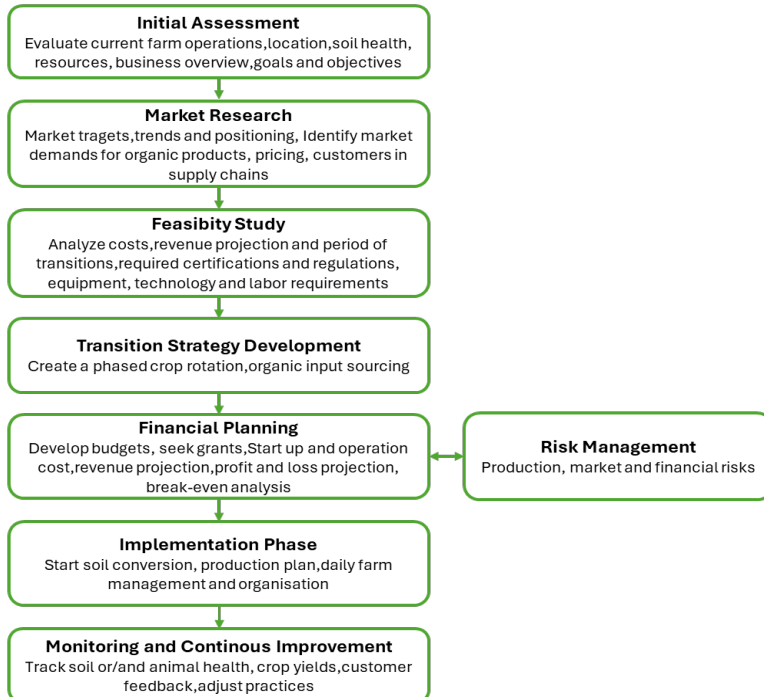 Initial Assessment
Evaluate current farm operations,location,soil health,
resources, business overview,goals and objectives
Market Research
Market tragets,trends and positioning, Identify market
demands for organic products, pricing, customers in
supply chains
Feasibity Study
Analyze costs,revenue projection and period of
transitions,required certifications and regulations,
equipment, technology and labor requirements
Transition Strategy Development
Create a phased crop rotation,organic input sourcing
Financial Planning
Develop budgets, seek grants,Start up and operation
cost,revenue projection,profit and loss projection,
break-even analysis
Risk Management
Production, market and financial risks
Implementation Phase
Start soil conversion, production plan,daily farm
management and organisation
Monitoring and Continous Improvement
Track soil or/and animal health, crop yields,customer
feedback,adjust practices